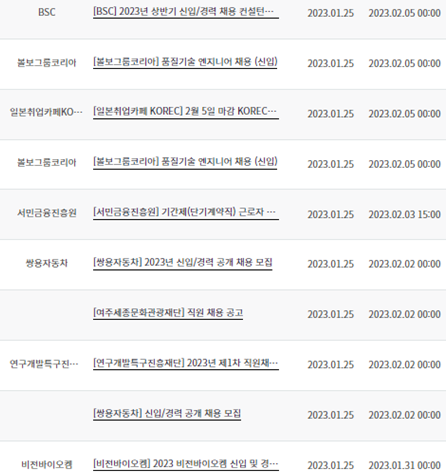 BSC [BSC] 2023년 상반기 신입/경력 채용 컨설턴··· 2023.01.25 2023.02.05 00:00
볼보그룹코리아 [볼보그룹코리아] 품질기술 엔지니어 채용 (신입) 2023.01.25 2023.02.05 00:00
일본취업카페KO··· [일본취업카페 KOREC] 2월 5일 마감 KOREC··· 2023.01.25 2023.02.05 00:00
볼보그룹코리아 [볼보그룹코리아] 품질기술 엔지니어 채용 (신입) 2023.01.25 2023.02.05 00:00
서민금융진흥원 [서민금융진흥원] 기간제(단기계약직) 근로자 ··· 2023.01.25 2023.02.03 15:00
쌍용자동차 [쌍용자동차] 2023년 신입/경력 공개 채용 모집 2023.01.25 2023.02.02 00:00
[여주세종문화관광재단] 직원 채용 공고 2023.01.25 2023.02.02 00:00
연구개발특구진··· [연구개발특구진흥재단] 2023년 제1차 직원채··· 2023.01.25 2023.02.02 00:00
[쌍용자동차] 신입/경력 공개 채용 모집 2023.01.25 2023.02.02 00:00
비전바이오켐 [비전바이오켐] 2023 비전바이오켐 신입 및 경··· 2023.01.25 2023.01.31 00:00